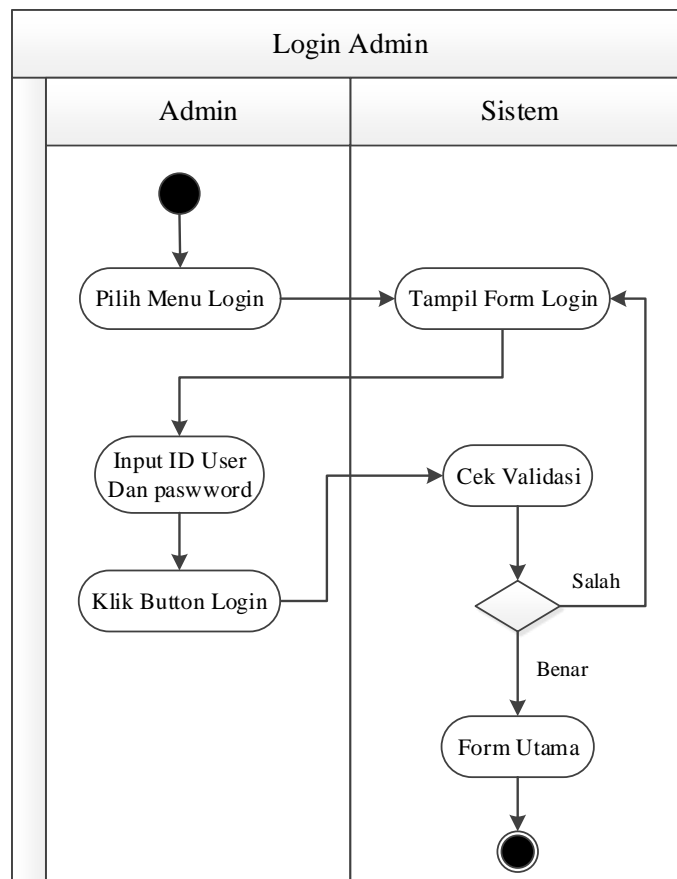 Login Admin
Admin
Sistem
Pilih Menu Login
Tampil Form Login
Input ID User
Dan paswword
Cek Validasi
Klik Button Login
Salah
Benar
Form Utama